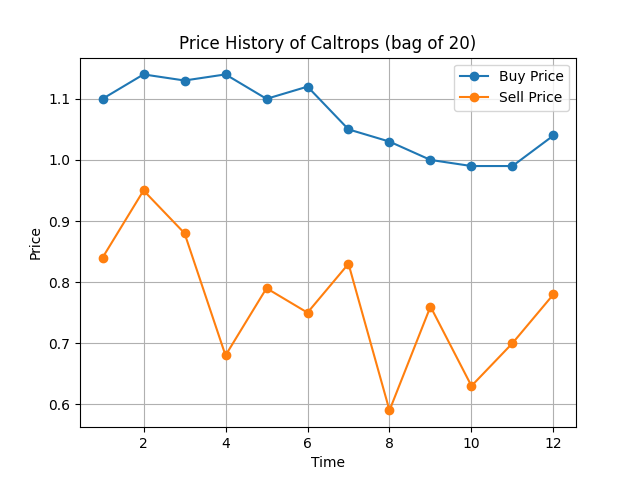 Price History of Caltrops (bag of 20)
Buy Price
Sell Price
Price
1.1
1.0
0.9
0.8
0.7
0.6
2 4 6 8 10 12
Time